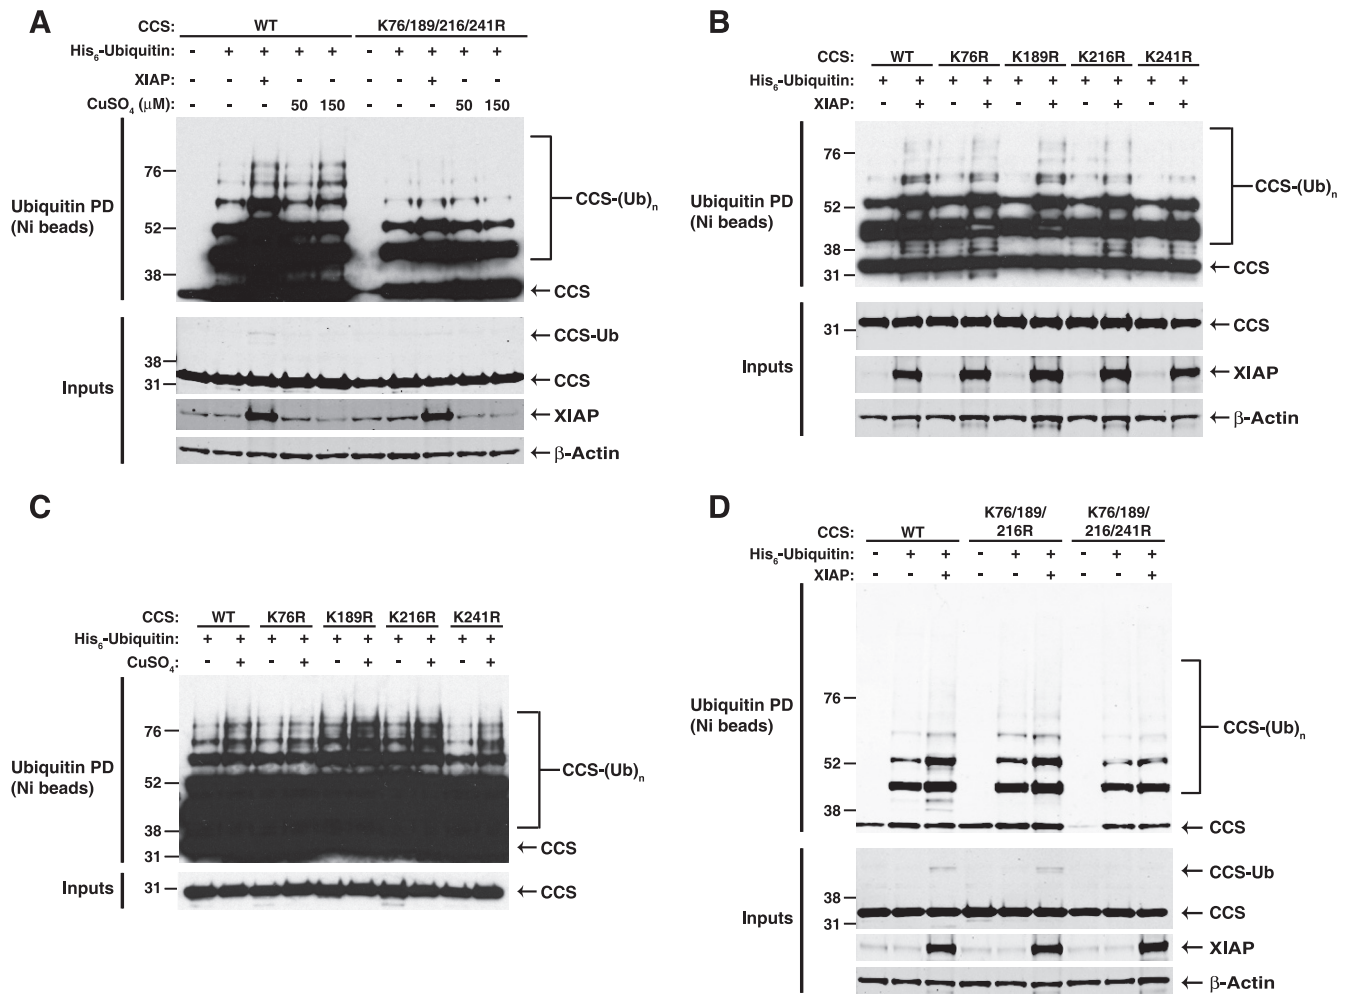 A
CCS: WT K76/189/216/241R
His6-Ubiquitin: - + + + + - + + + +
XIAP: - - + - - - - + - -
CuSO4 (μM): - - - 50 150 - - - 50 150
76
52
38
Ubiquitin PD
(Ni beads)
CCS-(Ub)n
← CCS
← CCS-Ub
38
31
Inputs
← CCS
← XIAP
← β-Actin
B
CCS: WT K76R K189R K216R K241R
His6-Ubiquitin: + + + + + + + + + +
XIAP: - + - + - + - + - +
76
52
38
31
Ubiquitin PD
(Ni beads)
CCS-(Ub)n
← CCS
31
Inputs
← CCS
← XIAP
← β-Actin
C
CCS: WT K76R K189R K216R K241R
His6-Ubiquitin: + + + + + + + + + +
CuSO4: - + - + - + - + - +
76
52
38
31
Ubiquitin PD
(Ni beads)
CCS-(Ub)n
← CCS
Inputs
31
← CCS
D
K76/189/ K76/189/
CCS: WT 216R 216/241R
His6-Ubiquitin: - + + - + + - + +
XIAP: - - + - - + - - +
76
52
38
Ubiquitin PD
(Ni beads)
CCS-(Ub)n
← CCS
← CCS-Ub
38
31
Inputs
← CCS
← XIAP
← β-Actin